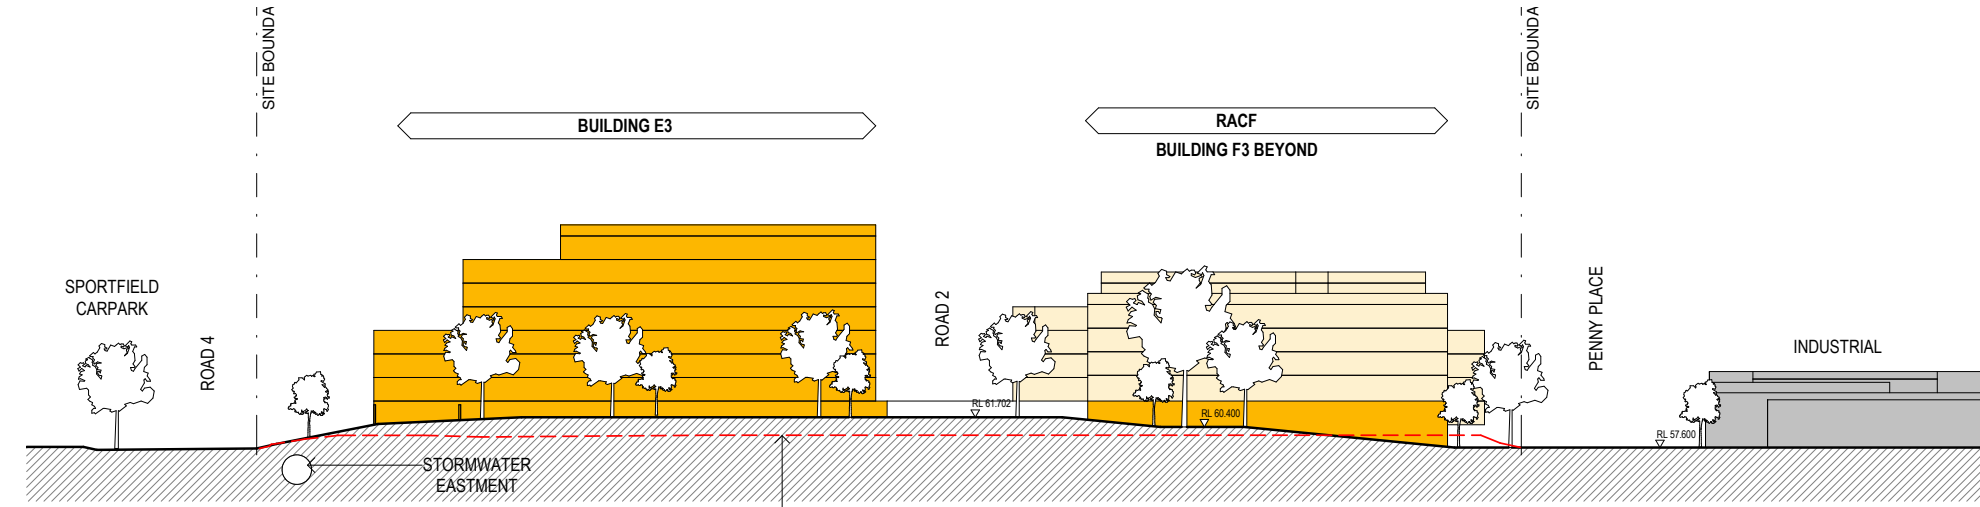 SITE BOUNDA
SITE BOUNDA
BUILDING E3
RACF
BUILDING F3 BEYOND
SPORTFIELD
CARPARK
ROAD 4
ROAD 2
PENNY PLACE
INDUSTRIAL
RL 61.702
RL 60.400
RL 57.600
STORMWATER
EASTMENT